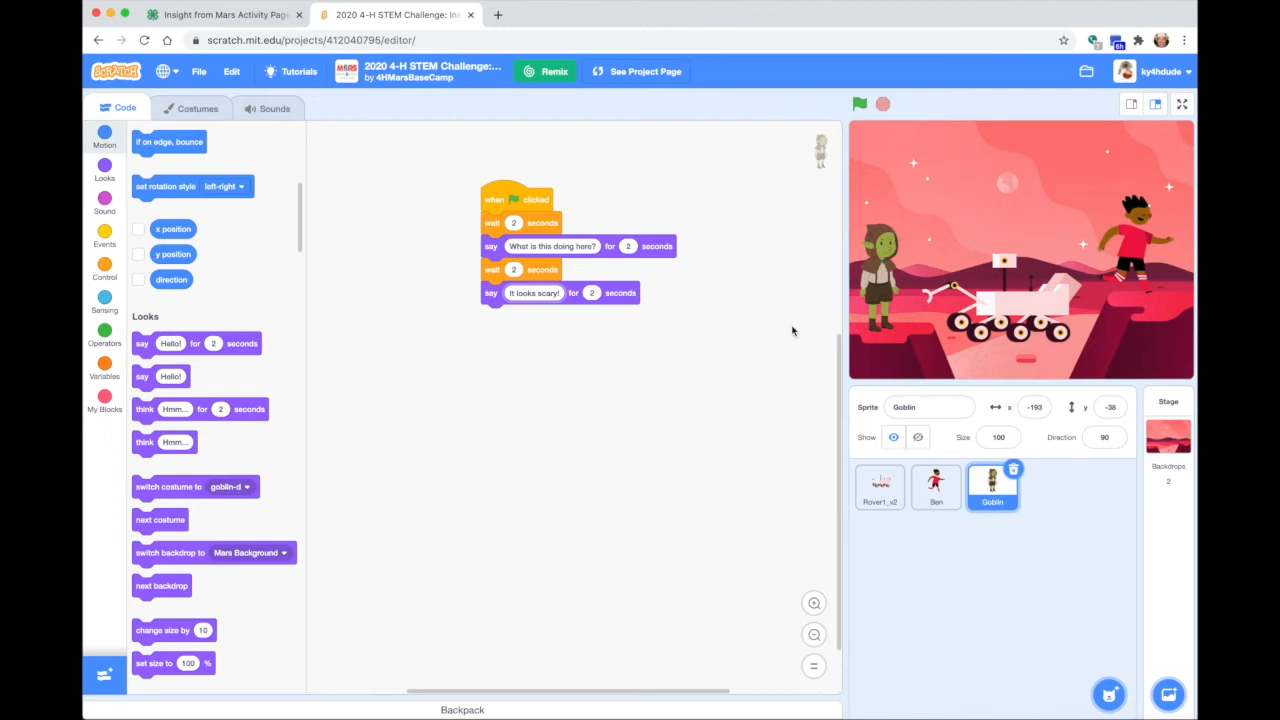 Insight from Mars Activity Page
2020 4-H STEM Challenge: Ins
scratch.mit.edu/projects/412040795/editor/
6h
SCRATCH
File
Edit
Tutorials
MARS
2020 4-H STEM Challenge:...
by 4HMarsBaseCamp
Remix
See Project Page
ky4hdude
Code
Costumes
Sounds
Motion
Looks
Sound
Events
Control
Sensing
Operators
Variables
My Blocks
if on edge, bounce
set rotation style left-right
x position
y position
direction
Looks
say Hello! for 2 seconds
say Hello!
think Hmm... for 2 seconds
think Hmm...
switch costume to goblin-d
next costume
switch backdrop to Mars Background
next backdrop
change size by 10
set size to 100 %
when clicked
wait 2 seconds
say What is this doing here? for 2 seconds
wait 2 seconds
say It looks scary! for 2 seconds
Sprite Goblin x -193 y -38
Show Size 100 Direction 90
Rover1_v2
Ben
Goblin
Stage
Backdrops
2
Backpack